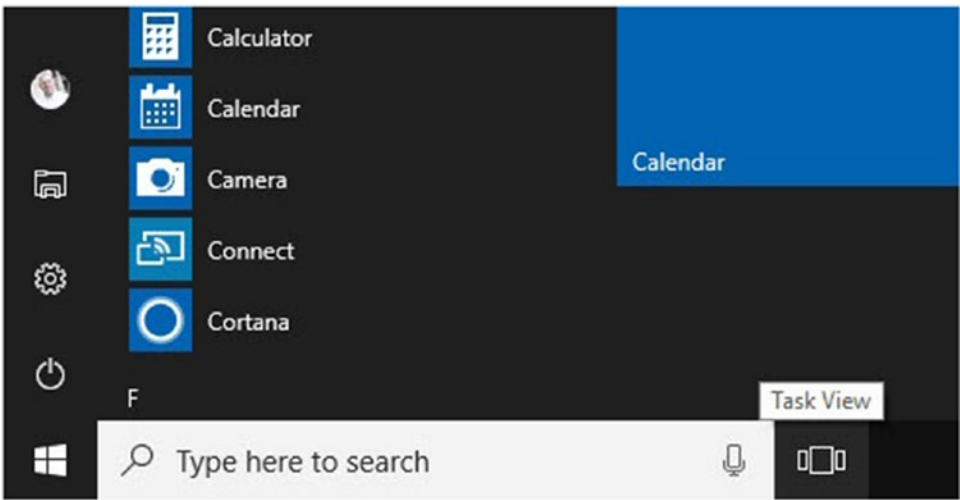 Calculator
Calendar
Camera
Connect
Cortana
F
Calendar
Task View
Type here to search